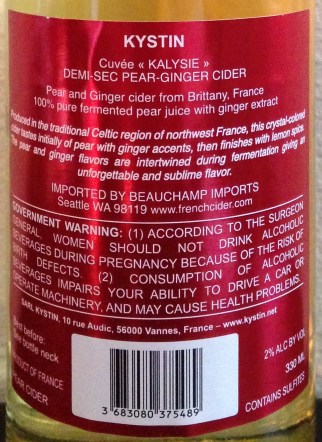 KYSTIN
Cuvée « KALYSIE »
DEMI-SEC PEAR-GINGER CIDER
Pear and Ginger cider from Brittany, France
100% pure fermented pear juice with ginger extract
Produced in the traditional Celtic region of northwest France, this crystal-colored
cider tastes initially of pear with ginger accents, then finishes with lemon spice.
The pear and ginger flavors are intertwined during fermentation giving an
unforgettable and sublime flavor.
IMPORTED BY BEAUCHAMP IMPORTS
Seattle WA 98119 www.frenchcider.com
GOVERNMENT WARNING: (1) ACCORDING TO THE SURGEON
GENERAL WOMEN SHOULD NOT DRINK ALCOHOLIC
BEVERAGES DURING PREGNANCY BECAUSE OF THE RISK OF
BIRTH DEFECTS. (2) CONSUMPTION OF ALCOHOLIC
BEVERAGES IMPAIRS YOUR ABILITY TO DRIVE A CAR OR
OPERATE MACHINERY, AND MAY CAUSE HEALTH PROBLEMS.
SARL KYSTIN, 10 rue Audic, 56000 Vannes, France – www.kystin.net
Best before:
see bottle neck
PRODUCT OF FRANCE
PEAR CIDER
3 683080 375489
2% ALC BY VOL
330 ML
CONTAINS SULFITES